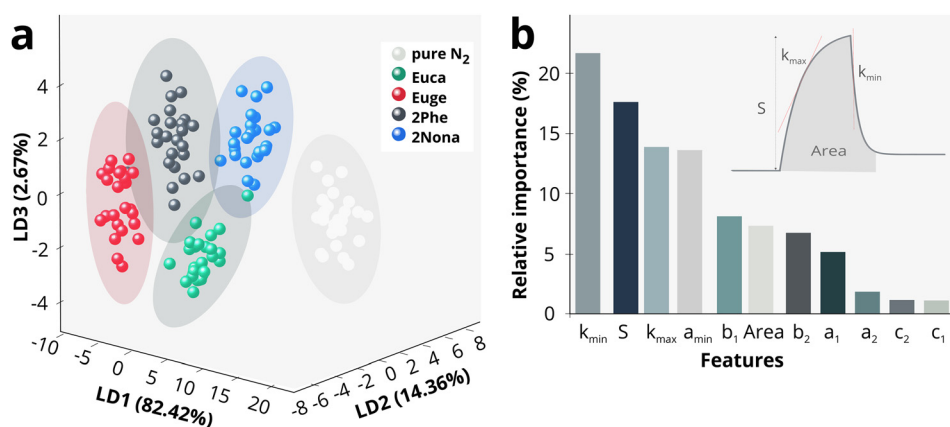 a
pure N₂
Euca
Euge
2Phe
2Nona
LD3 (2.67%)
4
2
0
-2
-4
-10 -5 0 5 10 15 20
LD1 (82.42%)
-8 -6 -4 -2 0 2 4 6 8
LD2 (14.36%)
b
Relative importance (%)
20
15
10
5
0
kmax
kmin
S
Area
kmin S kmax amin b₁ Area b₂ a₁ a₂ c₂ c₁
Features